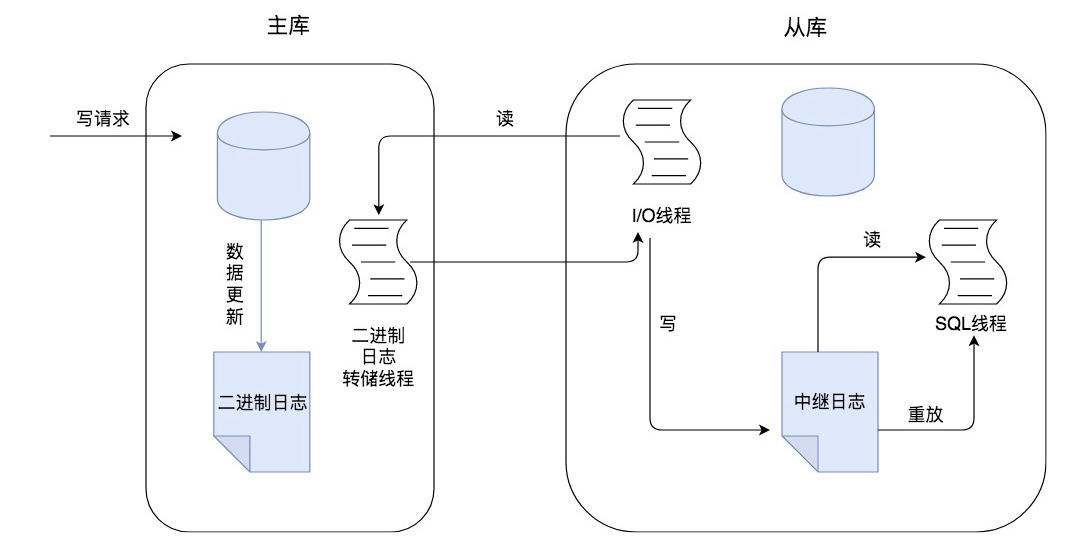 主库
从库
写请求
读
I/O线程
数
据
更
新
读
写
SQL线程
二进制
日志
转储线程
二进制日志
中继日志
重放